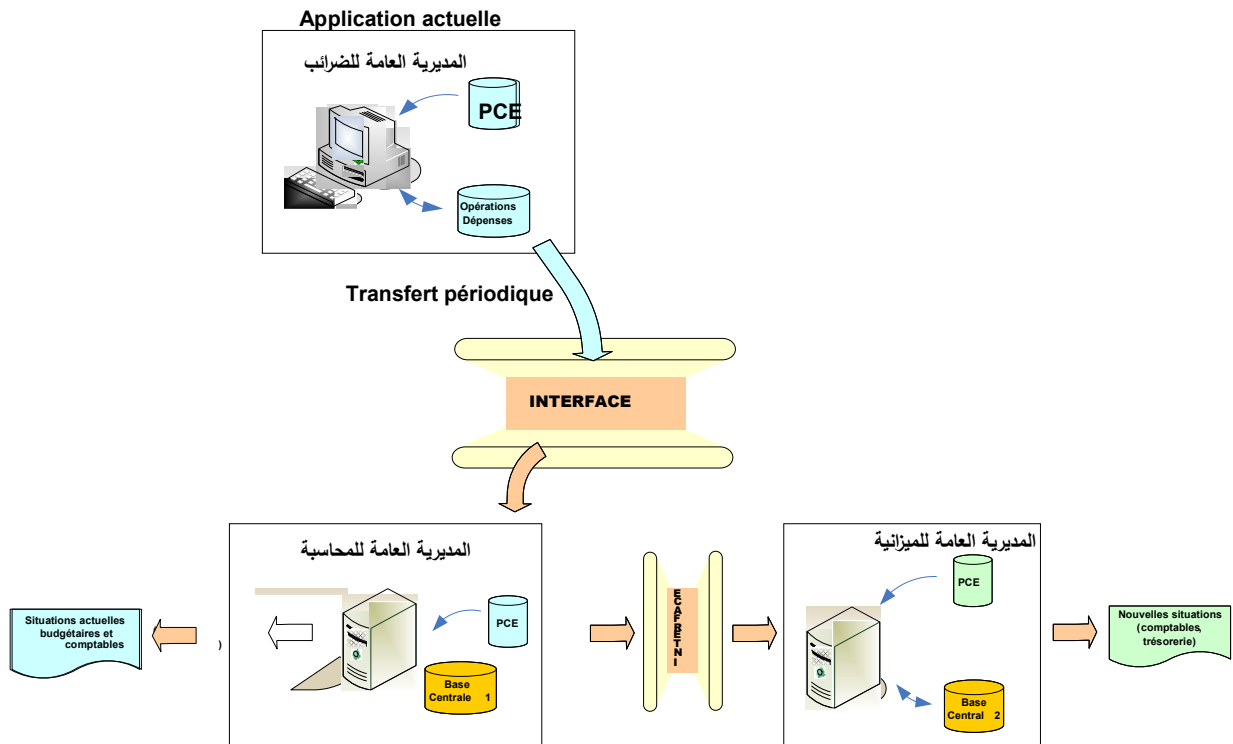 Application actuelle
المديرية العامة للضرائب
PCE
Opérations
Dépenses
Transfert périodique
INTERFACE
المديرية العامة للمحاسبة
PCE
Base
Centrale 1
Situations actuelles
budgétaires et
comptables
)
ECAFRETNI
المديرية العامة للميزانية
PCE
Base
Central 2
Nouvelles situations
(comptables,
trésorerie)